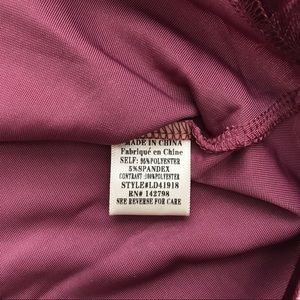 MADE IN CHINA
Fabriqué en Chine
SELF: 95%POLYESTER
5%SPANDEX
CONTRAST :100%POLYESTER
STYLE#LD41918
RN# 142798
SEE REVERSE FOR CARE